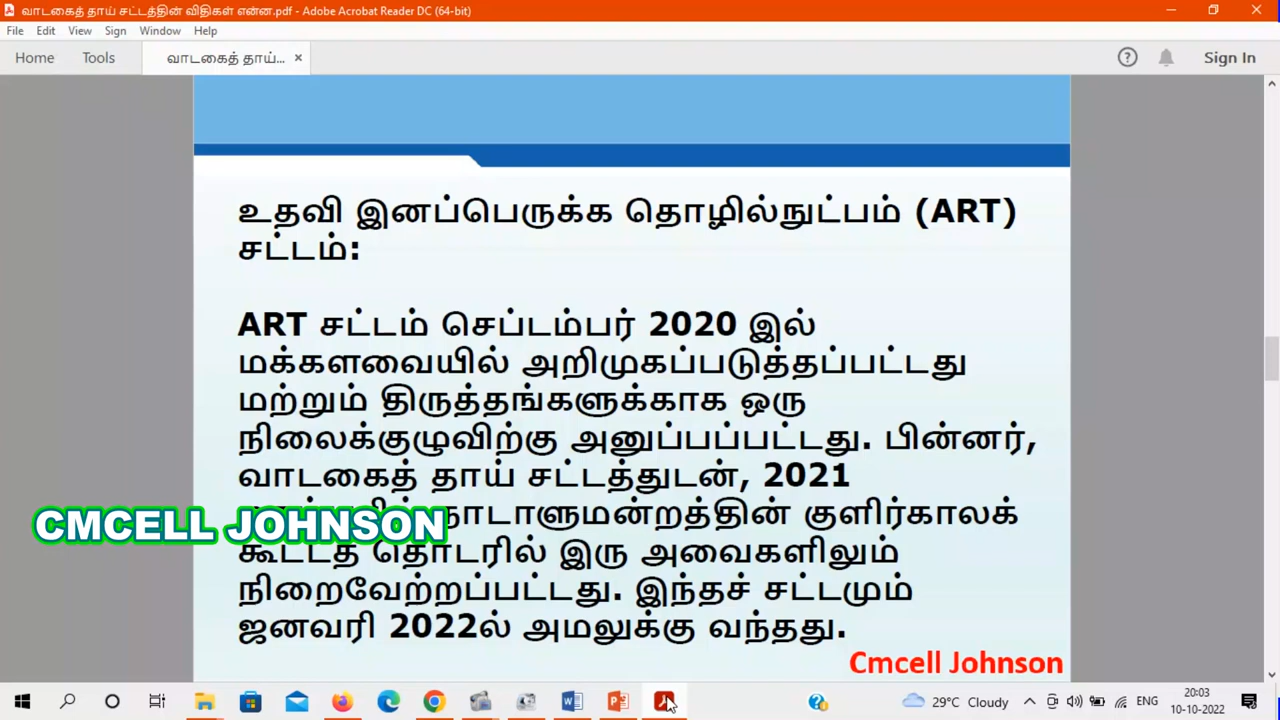 வாடகைத் தாய் சட்டத்தின் விதிகள் என்ன.pdf - Adobe Acrobat Reader DC (64-bit)
File Edit View Sign Window Help
Home Tools வாடகைத் தாய்... × Sign In
உதவி இனப்பெருக்க தொழில்நுட்பம் (ART)
சட்டம்:
ART சட்டம் செப்டம்பர் 2020 இல்
மக்களவையில் அறிமுகப்படுத்தப்பட்டது
மற்றும் திருத்தங்களுக்காக ஒரு
நிலைக்குழுவிற்கு அனுப்பப்பட்டது. பின்னர்,
வாடகைத் தாய் சட்டத்துடன், 2021
நாடாளுமன்றத்தின் குளிர்காலக்
CMCELL JOHNSON
கூட்டத் தொடரில் இரு அவைகளிலும்
நிறைவேற்றப்பட்டது. இந்தச் சட்டமும்
ஜனவரி 2022ல் அமலுக்கு வந்தது.
Cmcell Johnson
29°C Cloudy ENG 20:03
10-10-2022